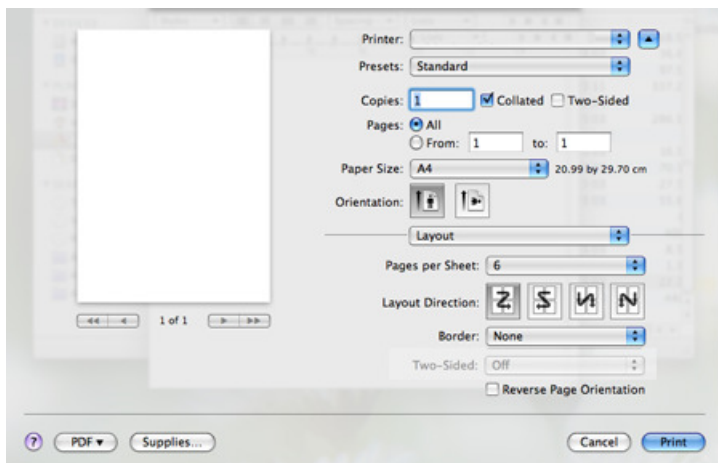 Printer:
Presets: Standard
Copies: 1 Collated Two-Sided
Pages: All
From: 1 to: 1
Paper Size: A4 20.99 by 29.70 cm
Orientation:
Layout
Pages per Sheet: 6
Layout Direction:
Border: None
Two-Sided: Off
Reverse Page Orientation
1 of 1
? PDF ▾ Supplies... Cancel Print